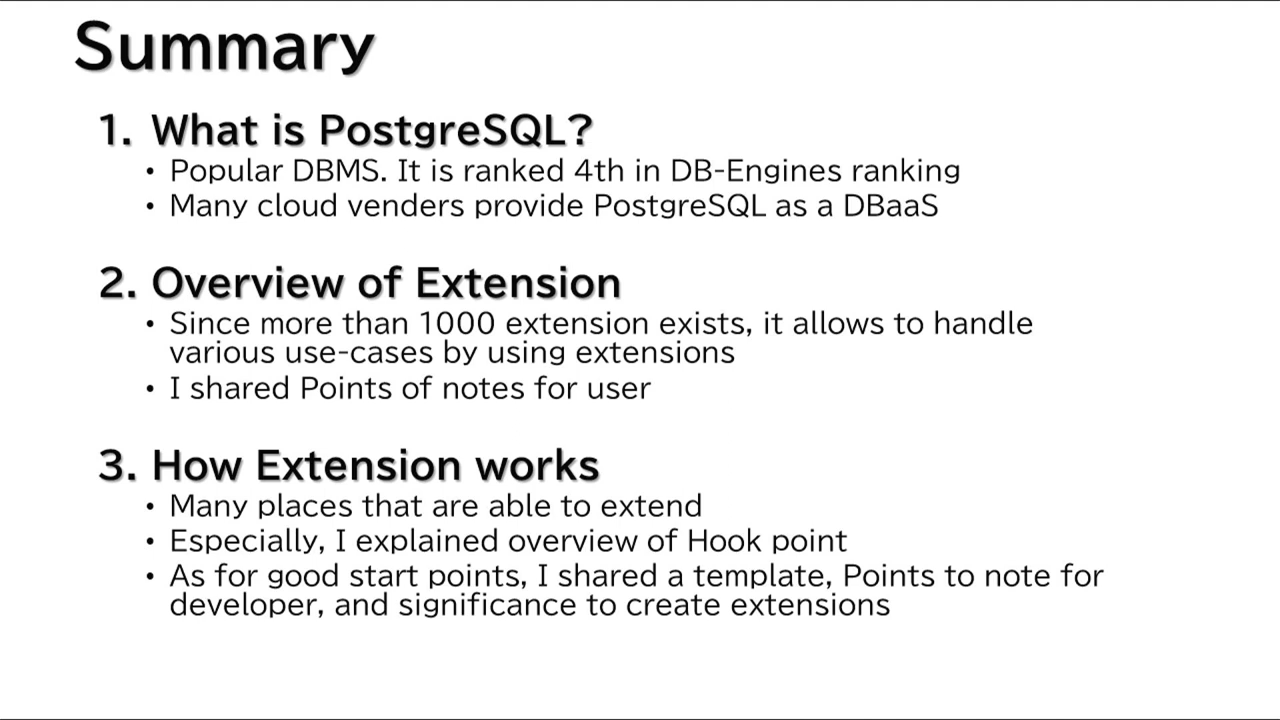 Summary
1. What is PostgreSQL?
• Popular DBMS. It is ranked 4th in DB-Engines ranking
• Many cloud venders provide PostgreSQL as a DBaaS
2. Overview of Extension
• Since more than 1000 extension exists, it allows to handle
various use-cases by using extensions
• I shared Points of notes for user
3. How Extension works
• Many places that are able to extend
• Especially, I explained overview of Hook point
• As for good start points, I shared a template, Points to note for
developer, and significance to create extensions